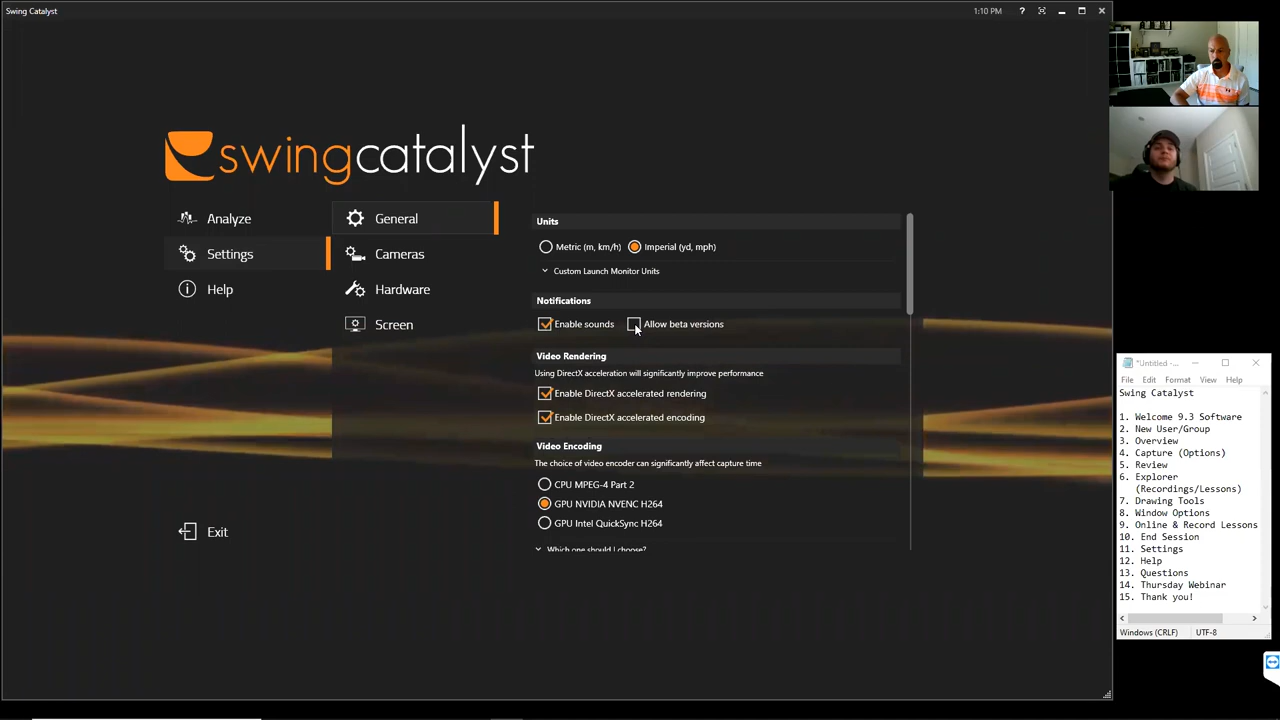 Swing Catalyst
1:10 PM
?
swingcatalyst
Analyze
Settings
Help
Exit
General
Cameras
Hardware
Screen
Units
Metric (m, km/h)
Imperial (yd, mph)
Custom Launch Monitor Units
Notifications
Enable sounds
Allow beta versions
Video Rendering
Using DirectX acceleration will significantly improve performance
Enable DirectX accelerated rendering
Enable DirectX accelerated encoding
Video Encoding
The choice of video encoder can significantly affect capture time
CPU MPEG-4 Part 2
GPU NVIDIA NVENC H264
GPU Intel QuickSync H264
Which one should I choose?
*Untitled -...
File Edit Format View Help
Swing Catalyst
1. Welcome 9.3 Software
2. New User/Group
3. Overview
4. Capture (Options)
5. Review
6. Explorer
(Recordings/Lessons)
7. Drawing Tools
8. Window Options
9. Online & Record Lessons
10. End Session
11. Settings
12. Help
13. Questions
14. Thursday Webinar
15. Thank you!
Windows (CRLF) UTF-8